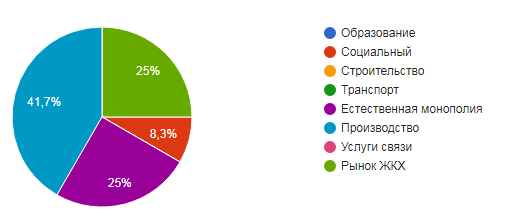 25%
8,3%
25%
41,7%
Образование
Социальный
Строительство
Транспорт
Естественная монополия
Производство
Услуги связи
Рынок ЖКХ